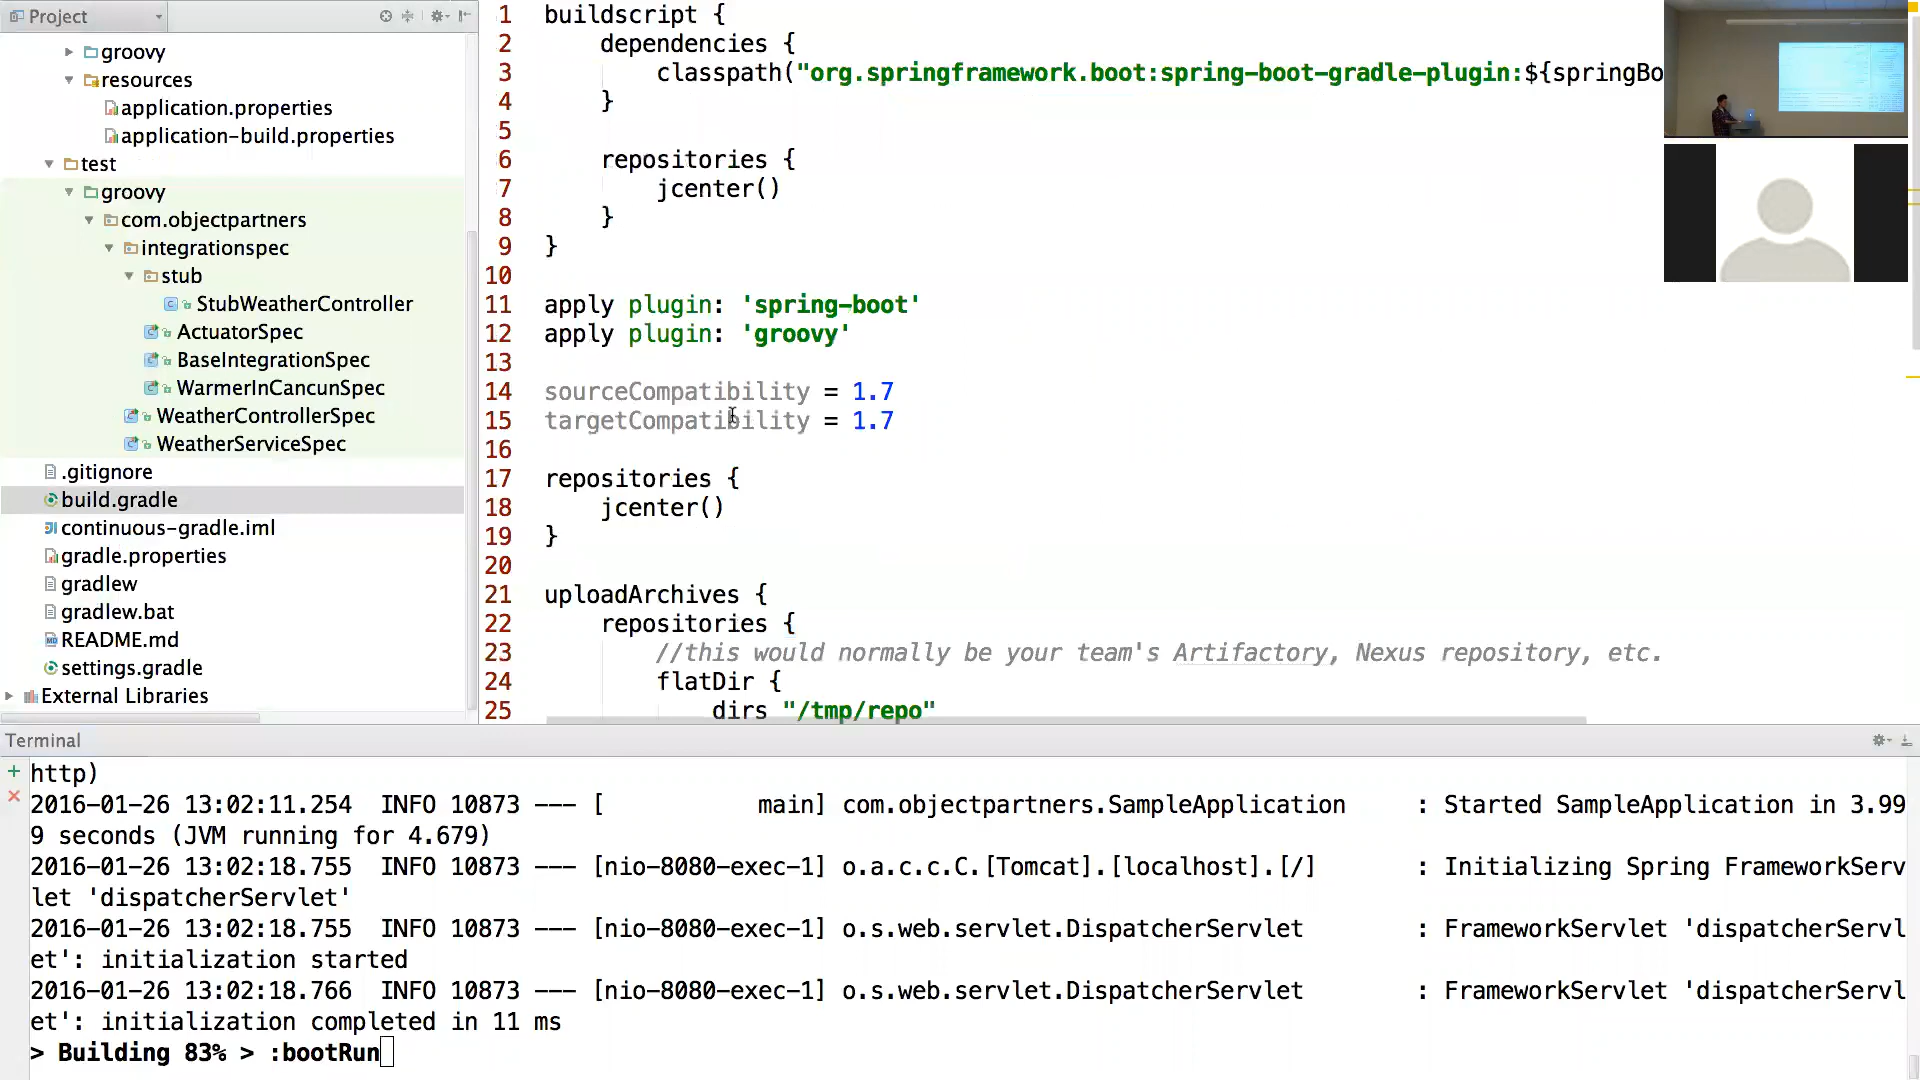 Project
groovy
resources
application.properties
application-build.properties
test
groovy
com.objectpartners
integrationspec
stub
StubWeatherController
ActuatorSpec
BaseIntegrationSpec
WarmerInCancunSpec
WeatherControllerSpec
WeatherServiceSpec
.gitignore
build.gradle
continuous-gradle.iml
gradle.properties
gradlew
gradlew.bat
README.md
settings.gradle
External Libraries
1 buildscript {
2 dependencies {
3 classpath("org.springframework.boot:spring-boot-gradle-plugin:${springBo
4 }
5
6 repositories {
7 jcenter()
8 }
9 }
10
11 apply plugin: 'spring-boot'
12 apply plugin: 'groovy'
13
14 sourceCompatibility = 1.7
15 targetCompatibility = 1.7
16
17 repositories {
18 jcenter()
19 }
20
21 uploadArchives {
22 repositories {
23 //this would normally be your team's Artifactory, Nexus repository, etc.
24 flatDir {
25 dirs "/tmp/repo"
Terminal
http)
2016-01-26 13:02:11.254 INFO 10873 --- [ main] com.objectpartners.SampleApplication : Started SampleApplication in 3.99
9 seconds (JVM running for 4.679)
2016-01-26 13:02:18.755 INFO 10873 --- [nio-8080-exec-1] o.a.c.c.C.[Tomcat].[localhost].[/] : Initializing Spring FrameworkServ
let 'dispatcherServlet'
2016-01-26 13:02:18.755 INFO 10873 --- [nio-8080-exec-1] o.s.web.servlet.DispatcherServlet : FrameworkServlet 'dispatcherServl
et': initialization started
2016-01-26 13:02:18.766 INFO 10873 --- [nio-8080-exec-1] o.s.web.servlet.DispatcherServlet : FrameworkServlet 'dispatcherServl
et': initialization completed in 11 ms
> Building 83% > :bootRun